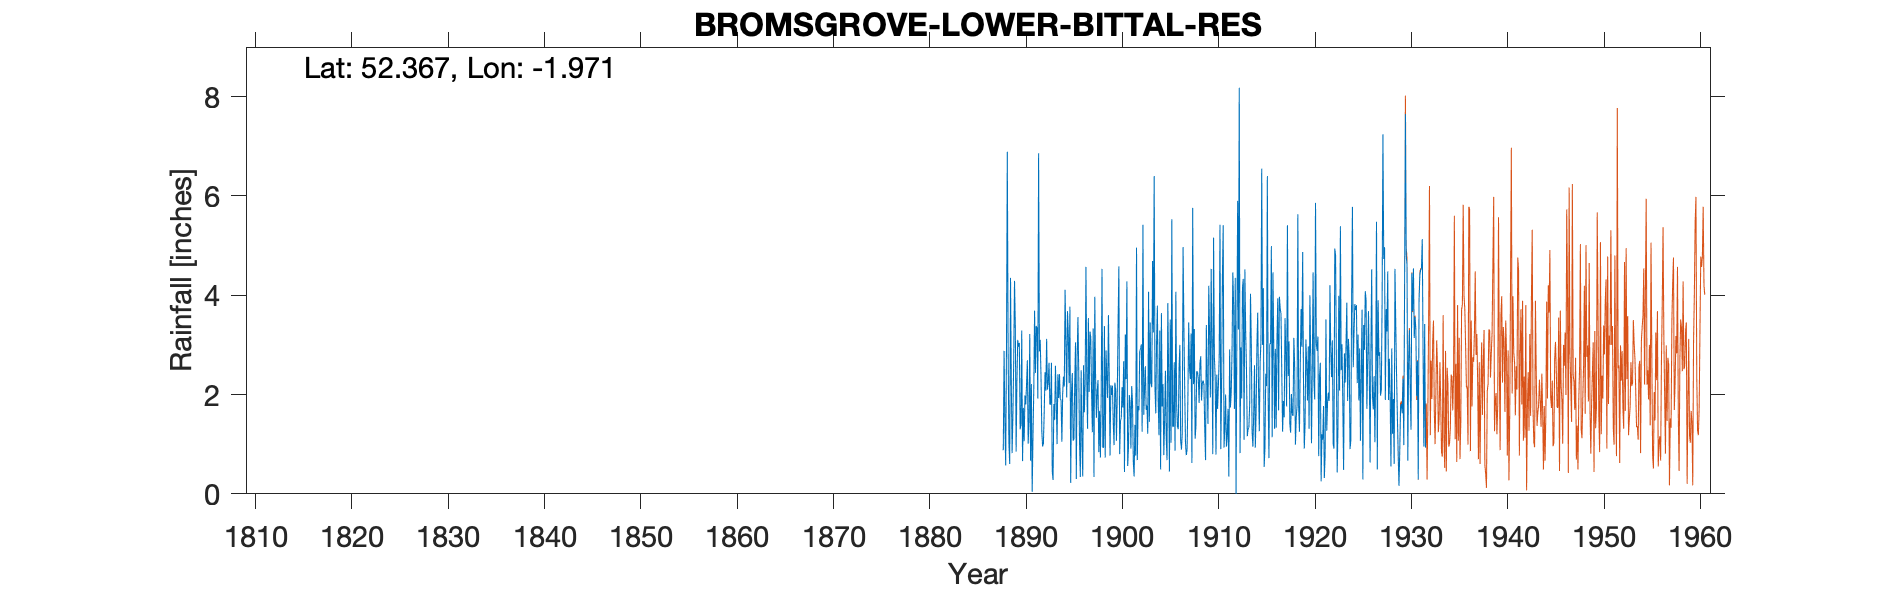 BROMSGROVE-LOWER-BITTAL-RES
Lat: 52.367, Lon: -1.971
8
6
4
2
0
Rainfall [inches]
1810 1820 1830 1840 1850 1860 1870 1880 1890 1900 1910 1920 1930 1940 1950 1960
Year